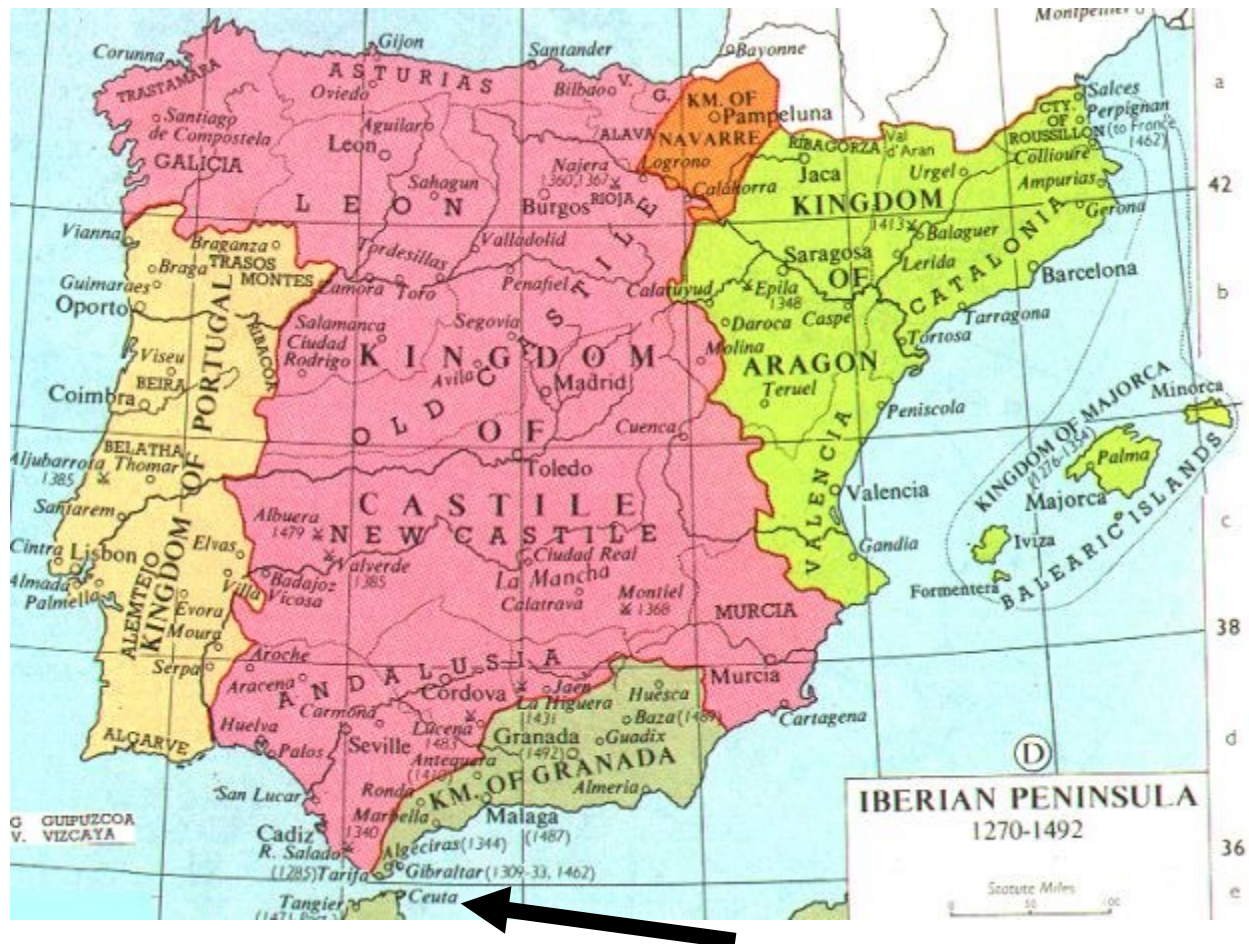 Montpellier
Corunna
Gijon
Santander
Bayonne
TRASTAMARA
ASTURIAS
Oviedo
Bilbao
V.
G.
a
Salces
Perpignan
(to France
1462)
CTY.
OF
ROUSSILLON
Collioure
KM. OF
Pampeluna
NAVARRE
Santiago
de Compostela
Aguilar
Leon
ALAVA
Logrono
RIBAGORZA
Val
d'Aran
Jaca
Urgel
Ampurias
42
GALICIA
Najera
1360,1367
Sahagun
Calahorra
LEON
Burgos
RIOJA
KINGDOM
Gerona
1413
Balaguer
Vianna
Braganza
Valladolid
Braga
TRASOS
MONTES
Tordesillas
Saragosa
Lerida
CATALONIA
Barcelona
Guimaraes
Oporto
Zamora
Toro
Penafiel
Calatuyud
Epila
1348
OF
b
PORTUGAL
RIBACOA
Salamanca
Segovia
OLD CASTILE
Daroca
Caspe
Tarragona
Tortosa
Viseu
Ciudad
Rodrigo
KINGDOM
Molina
ARAGON
BEIRA
Avila
Madrid
Teruel
Minorca
Coimbra
OF
Cuenca
Peniscola
KINGDOM OF MAJORCA
BELATHA
Aljubarrota
1385
Thomar
Toledo
Palma
OF
VALENCIA
Valencia
Majorca
Santarem
Albuera
1479
CASTILE
NEW CASTILE
c
Cintra
Lisbon
Elvas
Valverde
1385
Ciudad Real
Gandia
Iviza
BALEARIC ISLANDS
Almada
Palmella
Villa
Vicosa
Badajoz
La Mancha
Calatrava
Montiel
1368
Formentera
ALEMTEJO
KINGDOM
Evora
Moura
MURCIA
38
Serpa
Aroche
ANDALUSIA
Murcia
Aracena
Cordova
Jaen
Huesca
Carmona
La Higuera
1431
Baza
Cartagena
ALGARVE
Huelva
Palos
Seville
Lucena
1483
Granada
(1492)
Guadix
d
D
Antequera
(1410)
KM. OF GRANADA
San Lucar
Ronda
Almeria
IBERIAN PENINSULA
1270-1492
G GUIPUZCOA
V. VIZCAYA
Marbella
Malaga
(1487)
Cadiz
1340
R. Salado
Algeciras (1344)
36
(1285) Tarifa
Gibraltar (1309-33, 1462)
Statute Miles
0 50 100
e
Tangier
Ceuta